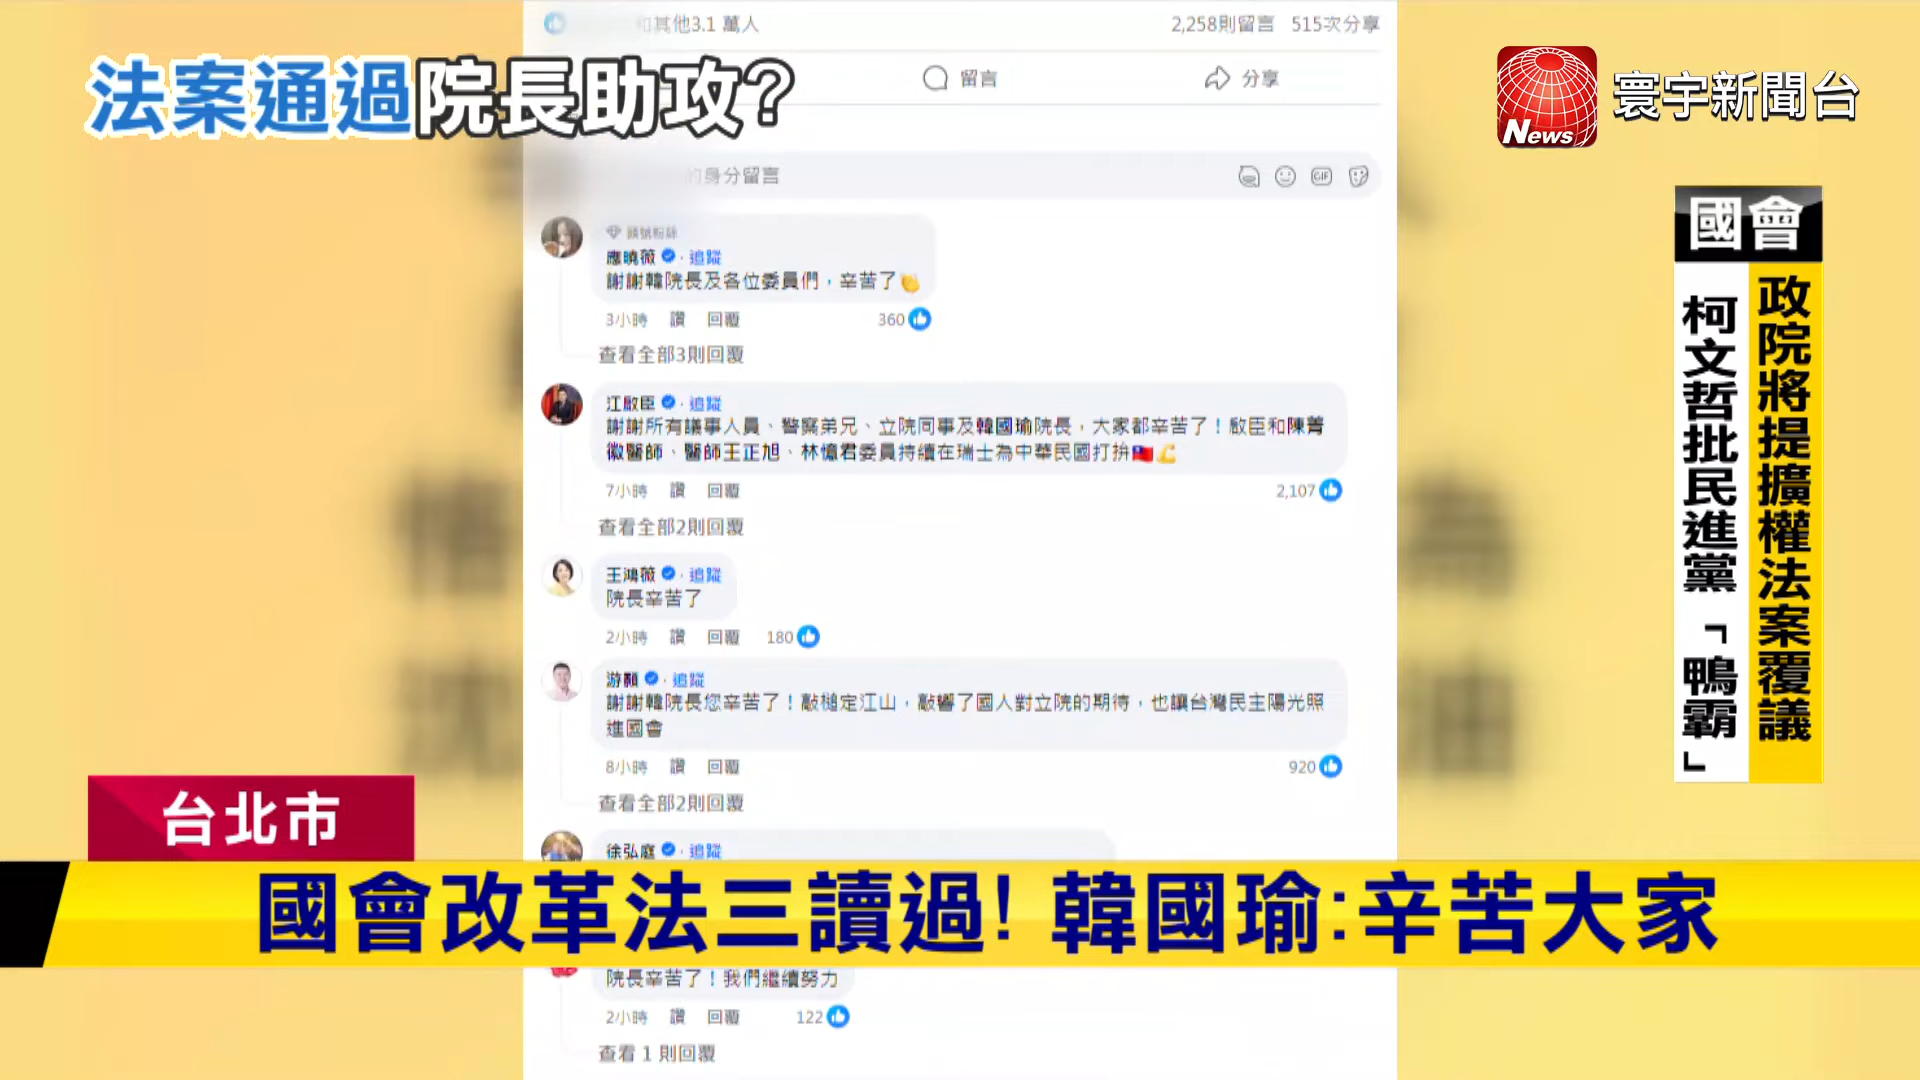 和其他3.1 萬人
2,258則留言 515次分享
法案通過院長助攻?
留言
分享
News
寰宇新聞台
的身分留言
GIF
國會
政院將提擴權法案覆議
柯文哲批民進黨「鴨霸」
頭號粉絲
應曉薇 · 追蹤
謝謝韓院長及各位委員們,辛苦了👏
3小時 讚 回覆 360
查看全部3則回覆
江啟臣 · 追蹤
謝謝所有議事人員、警察弟兄、立院同事及韓國瑜院長,大家都辛苦了!啟臣和陳菁
徽醫師、醫師王正旭、林憶君委員持續在瑞士為中華民國打拚🇹🇼💪
7小時 讚 回覆 2,107
查看全部2則回覆
王鴻薇 · 追蹤
院長辛苦了
2小時 讚 回覆 180
游顥 · 追蹤
謝謝韓院長您辛苦了!敲槌定江山,敲響了國人對立院的期待,也讓台灣民主陽光照
進國會
8小時 讚 回覆 920
查看全部2則回覆
徐弘庭 · 追蹤
台北市
國會改革法三讀過! 韓國瑜:辛苦大家
院長辛苦了!我們繼續努力
2小時 讚 回覆 122
查看 1 則回覆